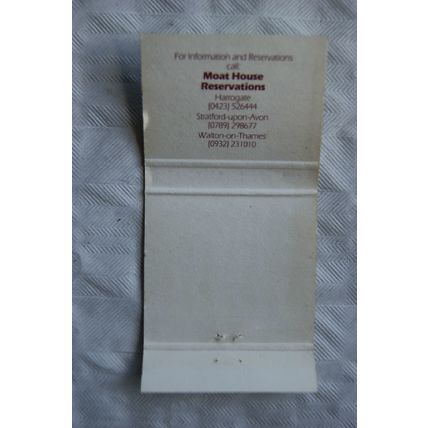 For Information and Reservations
call:
Moat House
Reservations
Harrogate
(0423) 526444
Stratford-upon-Avon
(0789) 298677
Walton-on-Thames
(0932) 231010